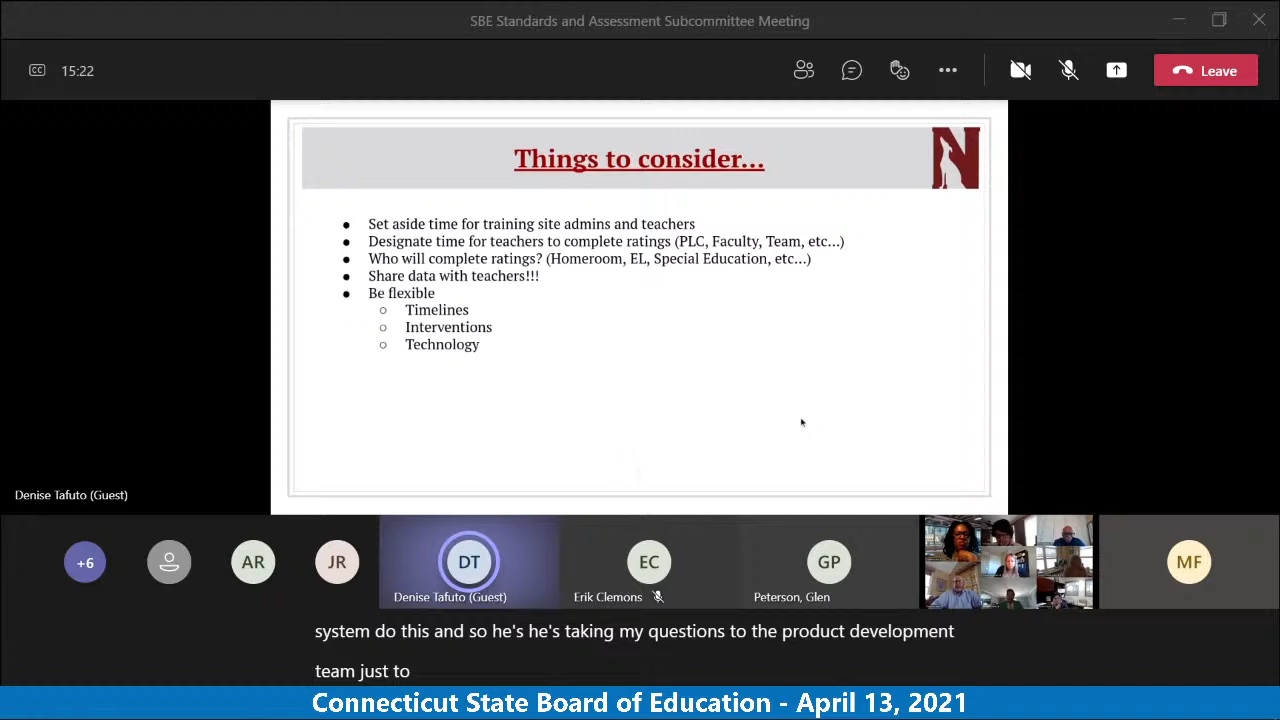 SBE Standards and Assessment Subcommittee Meeting
CC 15:22
Leave
Things to consider...
N
● Set aside time for training site admins and teachers
● Designate time for teachers to complete ratings (PLC, Faculty, Team, etc...)
● Who will complete ratings? (Homeroom, EL, Special Education, etc...)
● Share data with teachers!!!
● Be flexible
○ Timelines
○ Interventions
○ Technology
Denise Tafuto (Guest)
+6
AR
JR
DT
Denise Tafuto (Guest)
EC
Erik Clemons
GP
Peterson, Glen
MF
system do this and so he's he's taking my questions to the product development
team just to
Connecticut State Board of Education - April 13, 2021